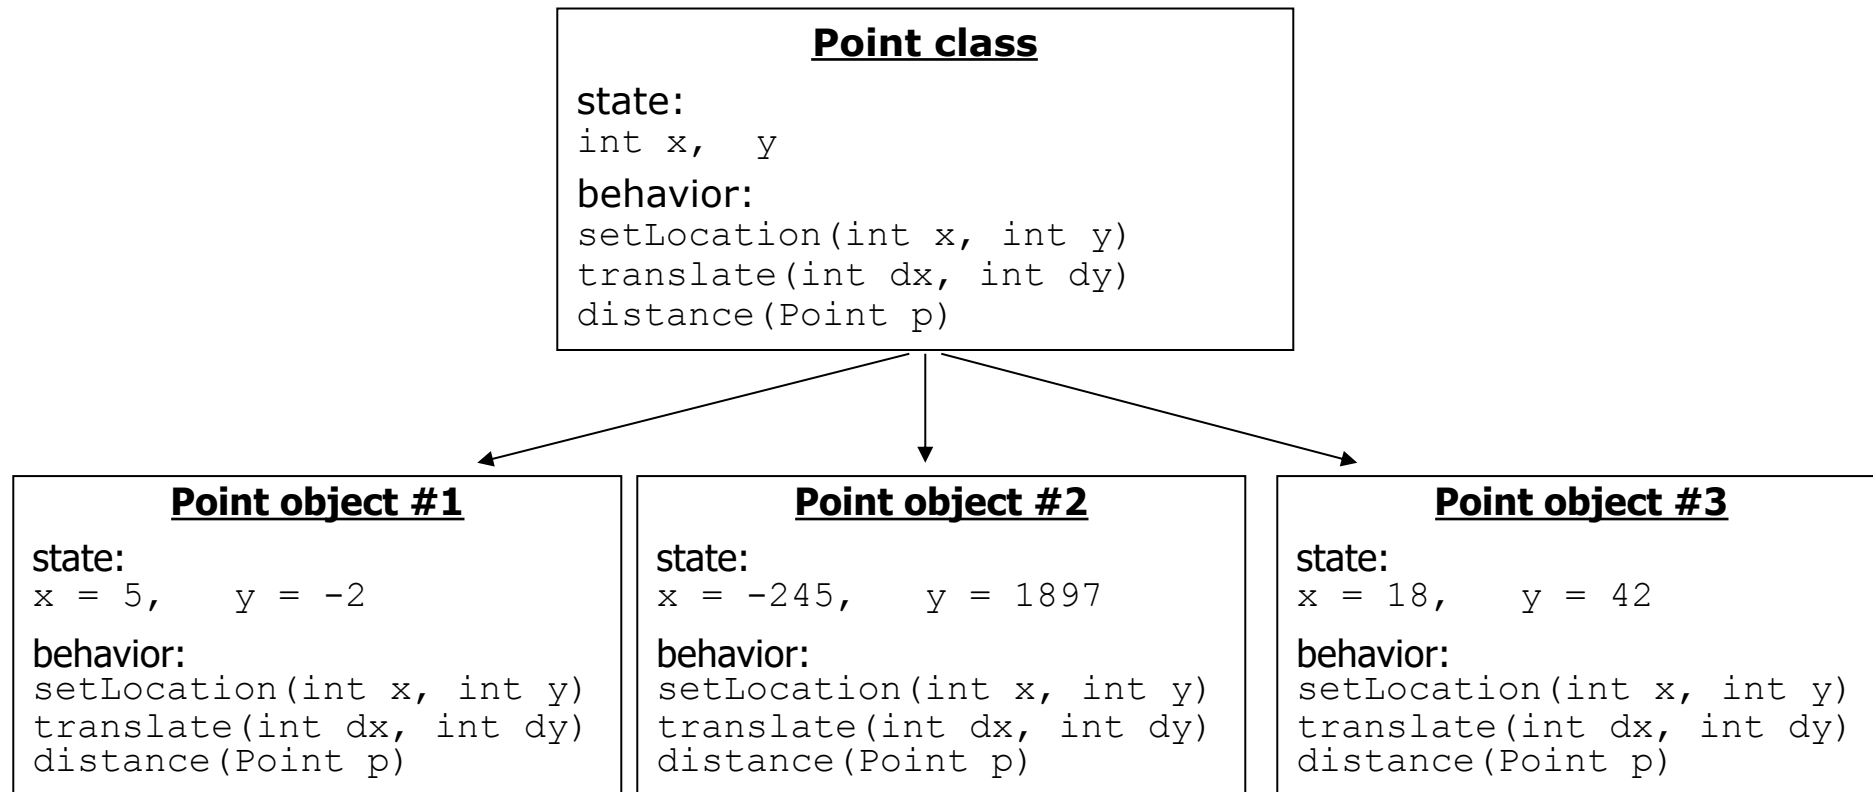 Point class
state:
int x,  y
behavior:
setLocation(int x, int y)
translate(int dx, int dy)
distance(Point p)
Point object #1
state:
x = 5,   y = -2
behavior:
setLocation(int x, int y)
translate(int dx, int dy)
distance(Point p)
Point object #2
state:
x = -245,   y = 1897
behavior:
setLocation(int x, int y)
translate(int dx, int dy)
distance(Point p)
Point object #3
state:
x = 18,   y = 42
behavior:
setLocation(int x, int y)
translate(int dx, int dy)
distance(Point p)